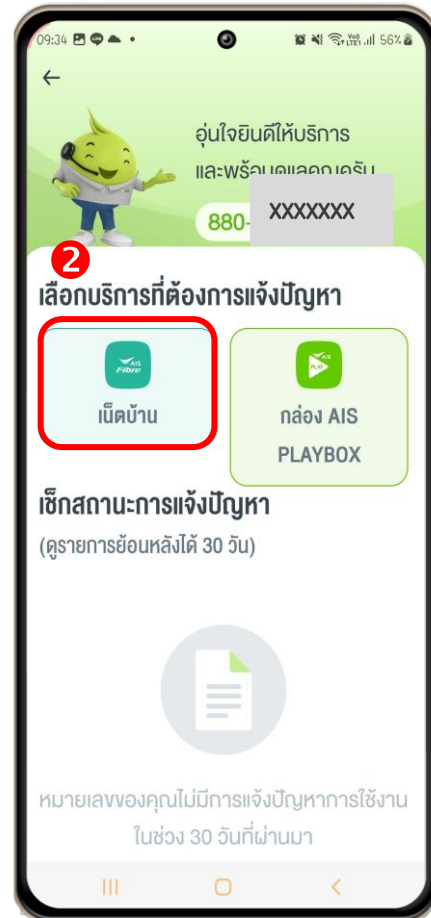 09:34
Vo))
LTE1 56%
อุ่นใจยินดีให้บริการ
และพร้อมดูแลคุณครับ
880-
XXXXXXX
2
เลือกบริการที่ต้องการแจ้งปัญหา
AIS
Fibre
เน็ตบ้าน
AIS
PLAY
กล่อง AIS
PLAYBOX
เช็กสถานะการแจ้งปัญหา
(ดูรายการย้อนหลังได้ 30 วัน)
หมายเลขของคุณไม่มีการแจ้งปัญหาการใช้งาน
ในช่วง 30 วันที่ผ่านมา